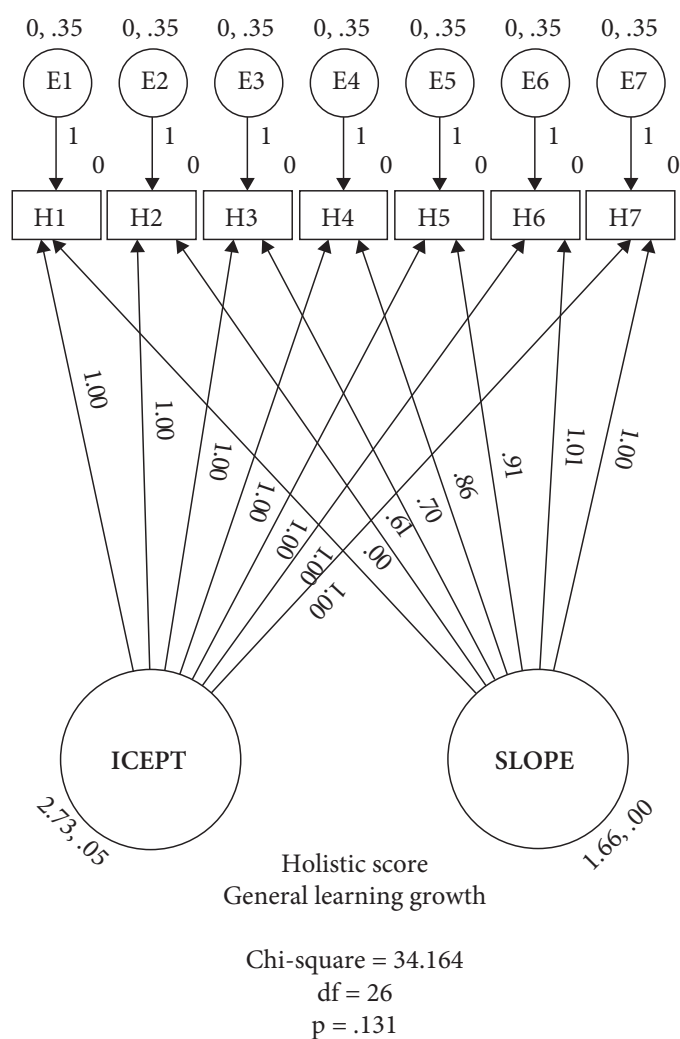 0, .35 0, .35 0, .35 0, .35 0, .35 0, .35 0, .35
E1 E2 E3 E4 E5 E6 E7
1 1 1 1 1 1 1
0 0 0 0 0 0 0
H1 H2 H3 H4 H5 H6 H7
1.00 1.00 1.00 1.00 1.00 1.00 1.00
.00 .61 .70 .86 .91 1.01 1.00
ICEPT SLOPE
2.73, .05 1.66, .00
Holistic score
General learning growth
Chi-square = 34.164
df = 26
p = .131